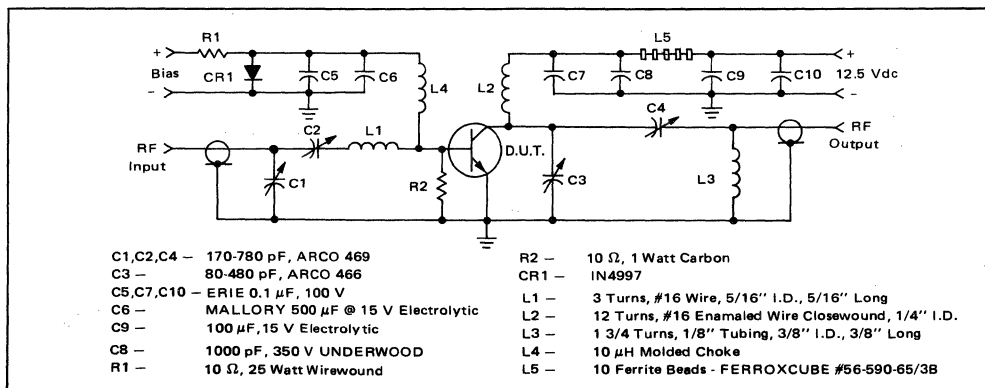 R1
+
Bias
-
CR1
C5
C6
L4
L2
C7
C8
L5
C9
C10
+
12.5 Vdc
-
RF
Input
C1
C2
L1
R2
D.U.T.
C3
C4
L3
RF
Output
C1,C2,C4 – 170-780 pF, ARCO 469
C3 – 80-480 pF, ARCO 466
C5,C7,C10 – ERIE 0.1 μF, 100 V
C6 – MALLORY 500 μF @ 15 V Electrolytic
C9 – 100 μF, 15 V Electrolytic
C8 – 1000 pF, 350 V UNDERWOOD
R1 – 10 Ω, 25 Watt Wirewound
R2 – 10 Ω, 1 Watt Carbon
CR1 – IN4997
L1 – 3 Turns, #16 Wire, 5/16" I.D., 5/16" Long
L2 – 12 Turns, #16 Enamaled Wire Closewound, 1/4" I.D.
L3 – 1 3/4 Turns, 1/8" Tubing, 3/8" I.D., 3/8" Long
L4 – 10 μH Molded Choke
L5 – 10 Ferrite Beads - FERROXCUBE #56-590-65/3B